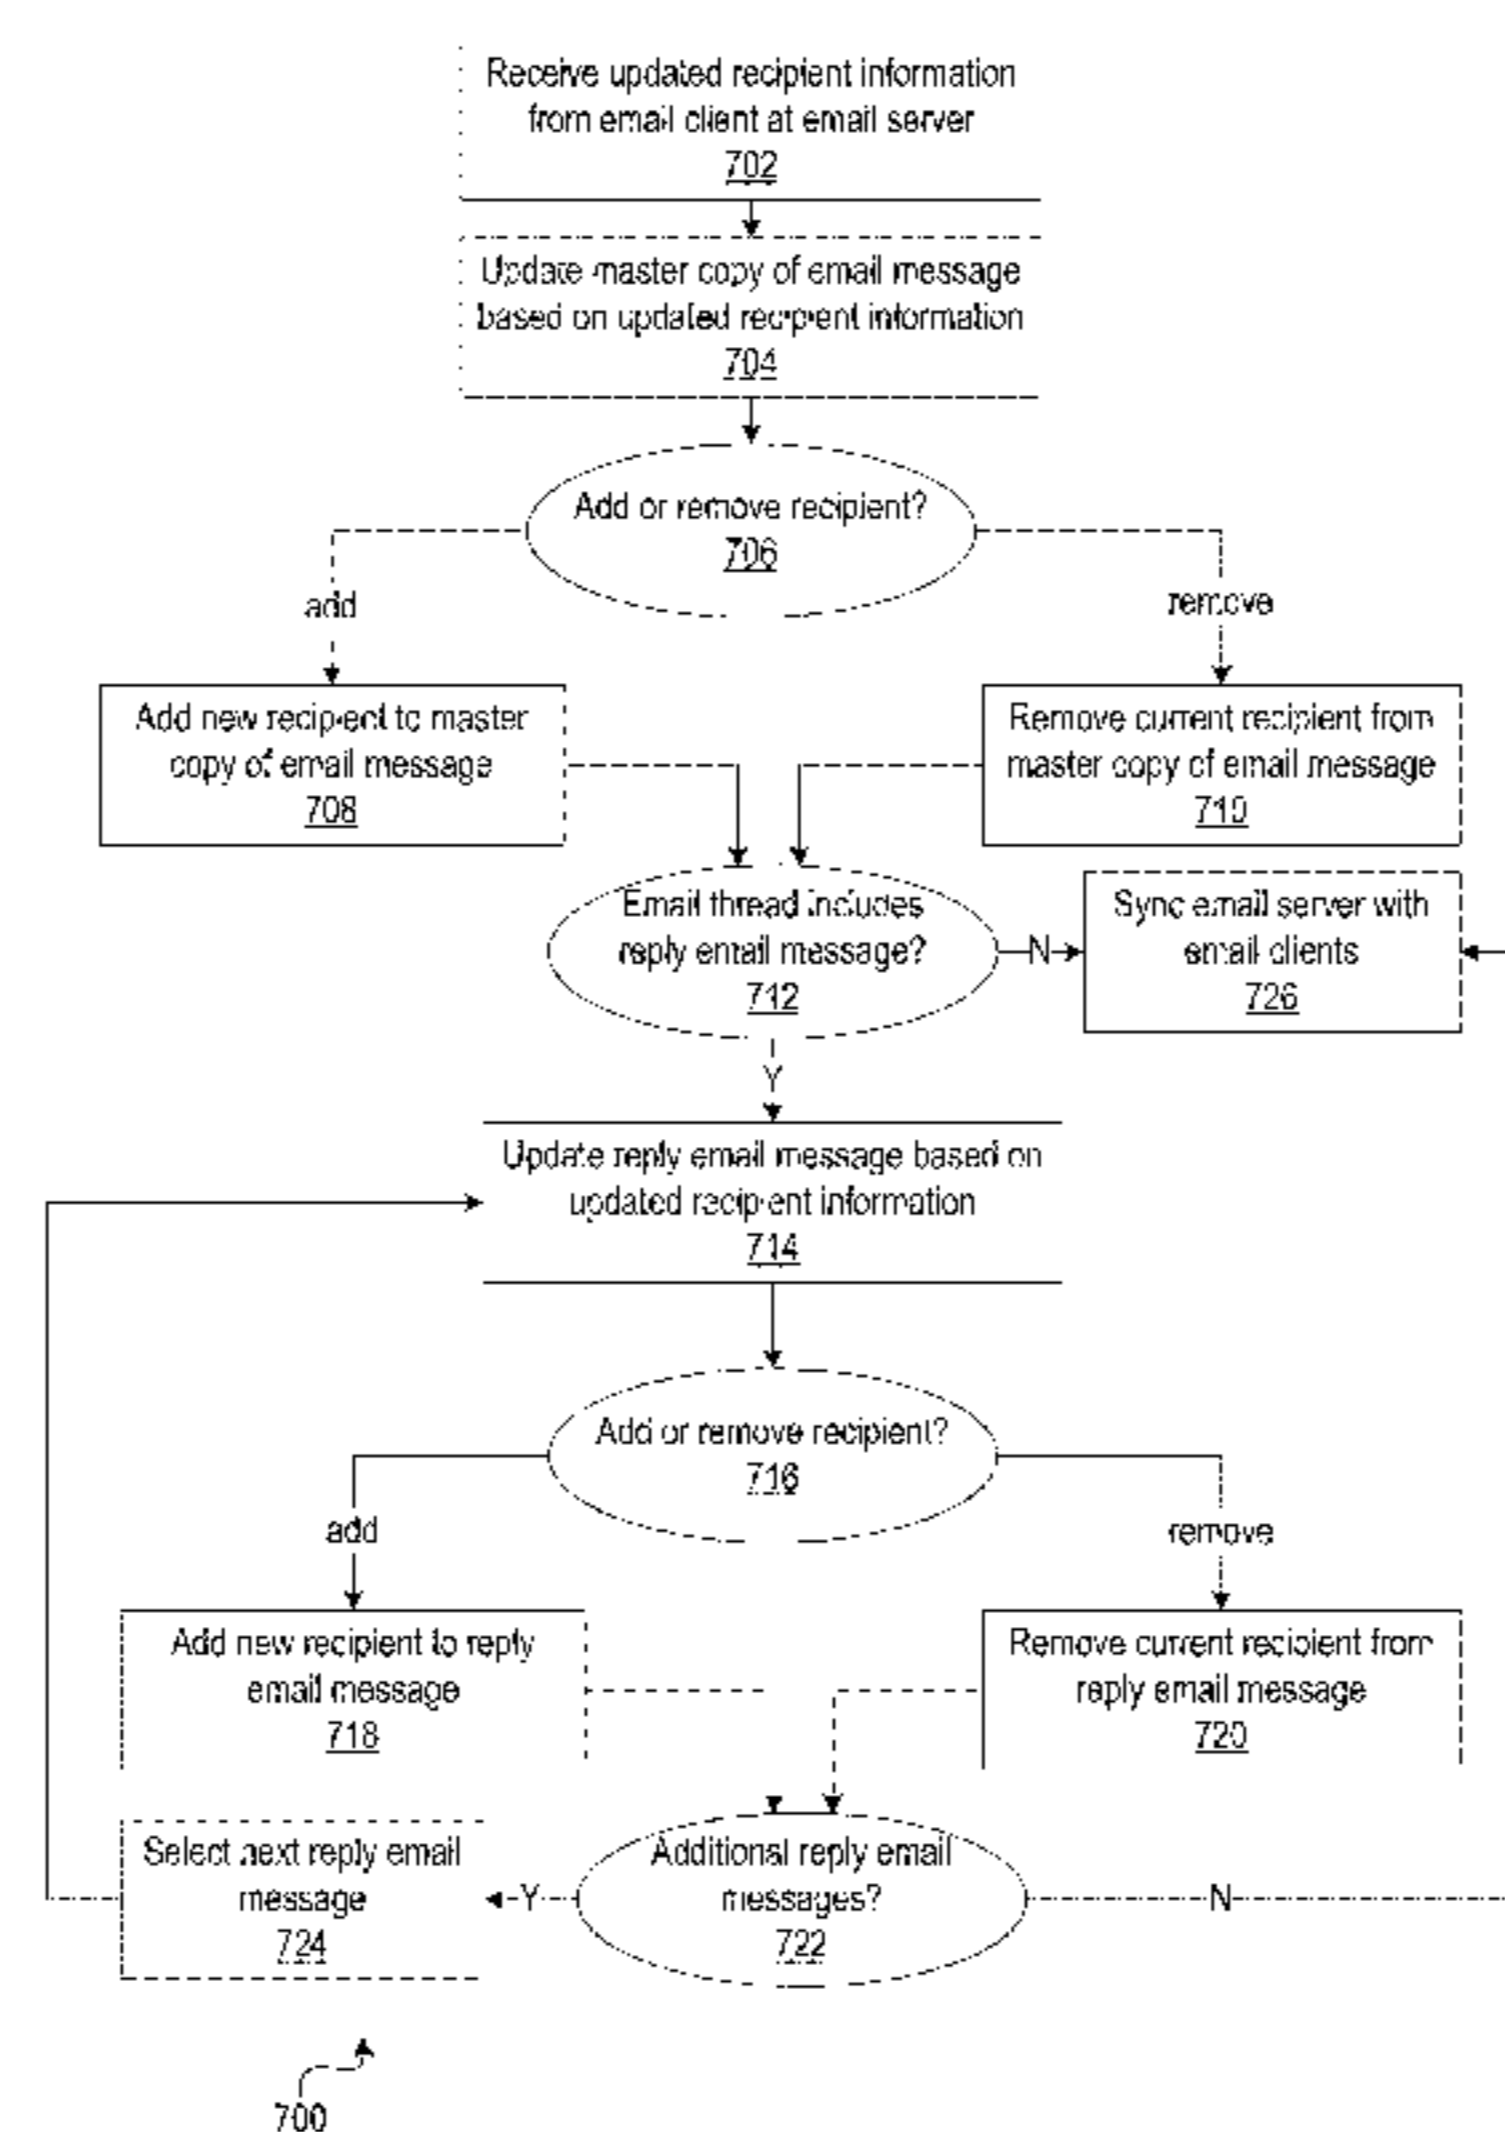 Receive updated recipient information
from email client at email server
702
Update master copy of email message
based on updated recipient information
704
Add or remove recipient?
706
add
remove
Add new recipient to master
copy of email message
708
Remove current recipient from
master copy of email message
710
Email thread includes
reply email message?
712
N
Sync email server with
email clients
726
Y
Update reply email message based on
updated recipient information
714
Add or remove recipient?
716
add
remove
Add new recipient to reply
email message
718
Remove current recipient from
reply email message
720
Select next reply email
message
724
Y
Additional reply email
messages?
722
N
700